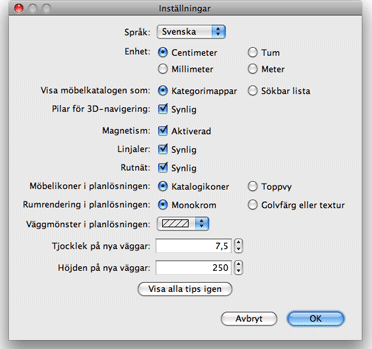 Inställningar
Språk: Svenska
Enhet: Centimeter Tum
Millimeter Meter
Visa möbelkatalogen som: Kategorimappar Sökbar lista
Pilar för 3D-navigering: Synlig
Magnetism: Aktiverad
Linjaler: Synlig
Rutnät: Synlig
Möbelikoner i planlösningen: Katalogikoner Toppvy
Rumrendering i planlösningen: Monokrom Golvfärg eller textur
Väggmönster i planlösningen:
Tjocklek på nya väggar: 7,5
Höjden på nya väggar: 250
Visa alla tips igen
Avbryt OK